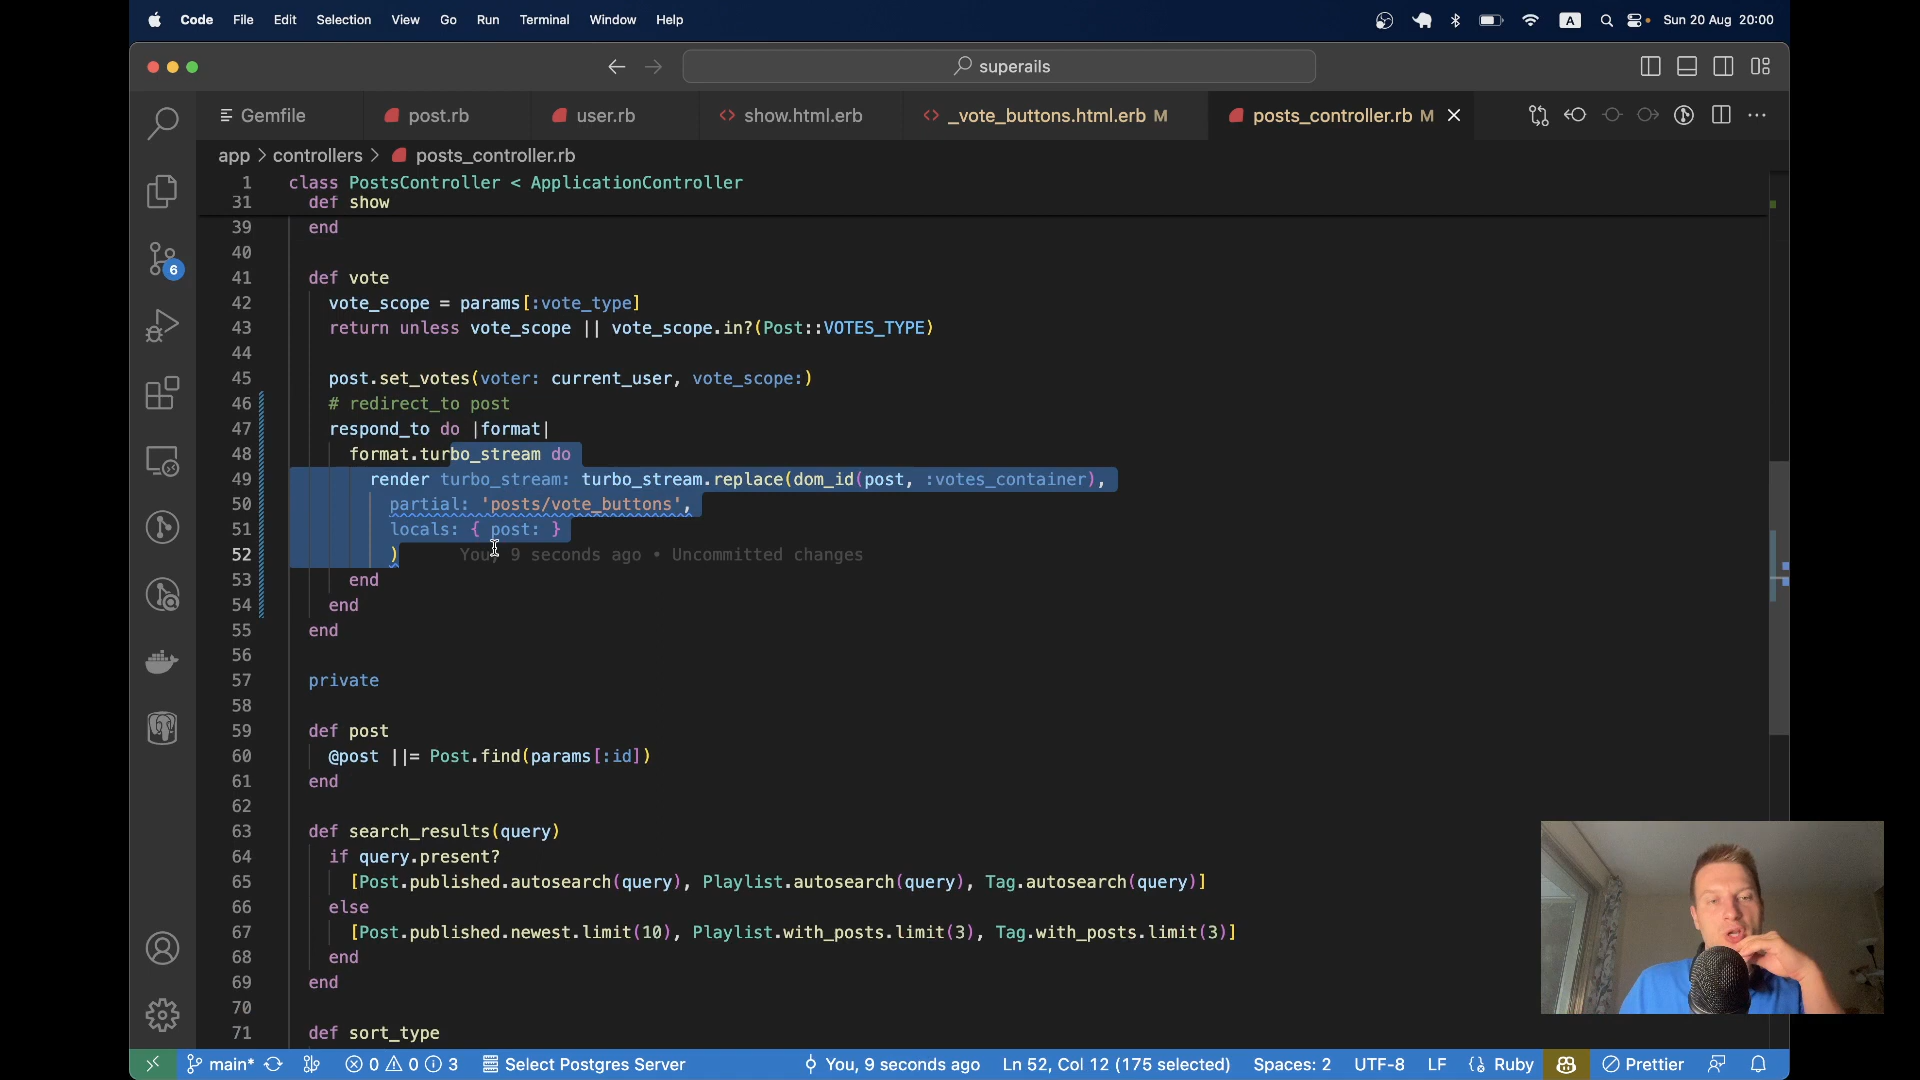 Code File Edit Selection View Go Run Terminal Window Help A Sun 20 Aug 20:00
superails
Gemfile post.rb user.rb <> show.html.erb <> _vote_buttons.html.erb M posts_controller.rb M
app > controllers > posts_controller.rb
1 class PostsController < ApplicationController
31 def show
39 end
40
41 def vote
42 vote_scope = params[:vote_type]
43 return unless vote_scope || vote_scope.in?(Post::VOTES_TYPE)
44
45 post.set_votes(voter: current_user, vote_scope:)
46 # redirect_to post
47 respond_to do |format|
48 format.turbo_stream do
49 render turbo_stream: turbo_stream.replace(dom_id(post, :votes_container),
50 partial: 'posts/vote_buttons',
51 locals: { post: }
52 ) You, 9 seconds ago • Uncommitted changes
53 end
54 end
55 end
56
57 private
58
59 def post
60 @post ||= Post.find(params[:id])
61 end
62
63 def search_results(query)
64 if query.present?
65 [Post.published.autosearch(query), Playlist.autosearch(query), Tag.autosearch(query)]
66 else
67 [Post.published.newest.limit(10), Playlist.with_posts.limit(3), Tag.with_posts.limit(3)]
68 end
69 end
70
71 def sort_type
6
main* 0 0 3 Select Postgres Server You, 9 seconds ago Ln 52, Col 12 (175 selected) Spaces: 2 UTF-8 LF {} Ruby Prettier